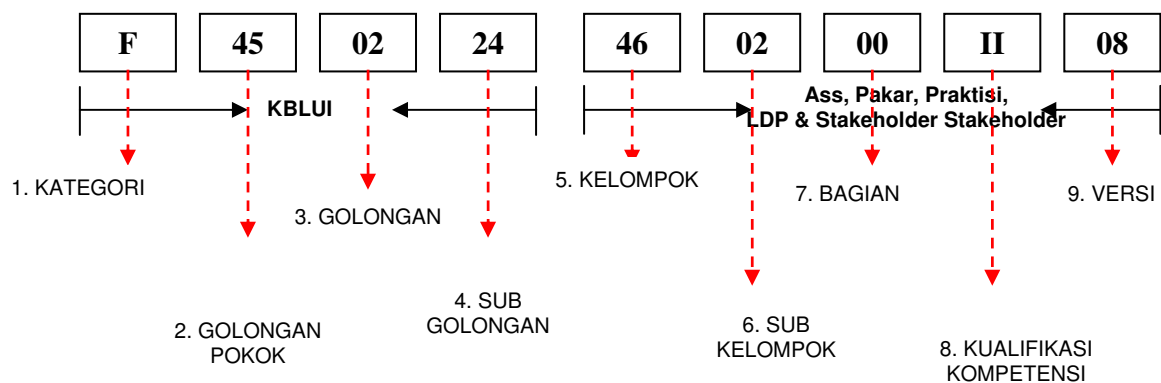 F 45 02 24 46 02 00 II 08
KBLUI
Ass, Pakar, Praktisi,
LDP & Stakeholder Stakeholder
1. KATEGORI
5. KELOMPOK
7. BAGIAN
9. VERSI
3. GOLONGAN
4. SUB
GOLONGAN
2. GOLONGAN
POKOK
6. SUB
KELOMPOK
8. KUALIFIKASI
KOMPETENSI